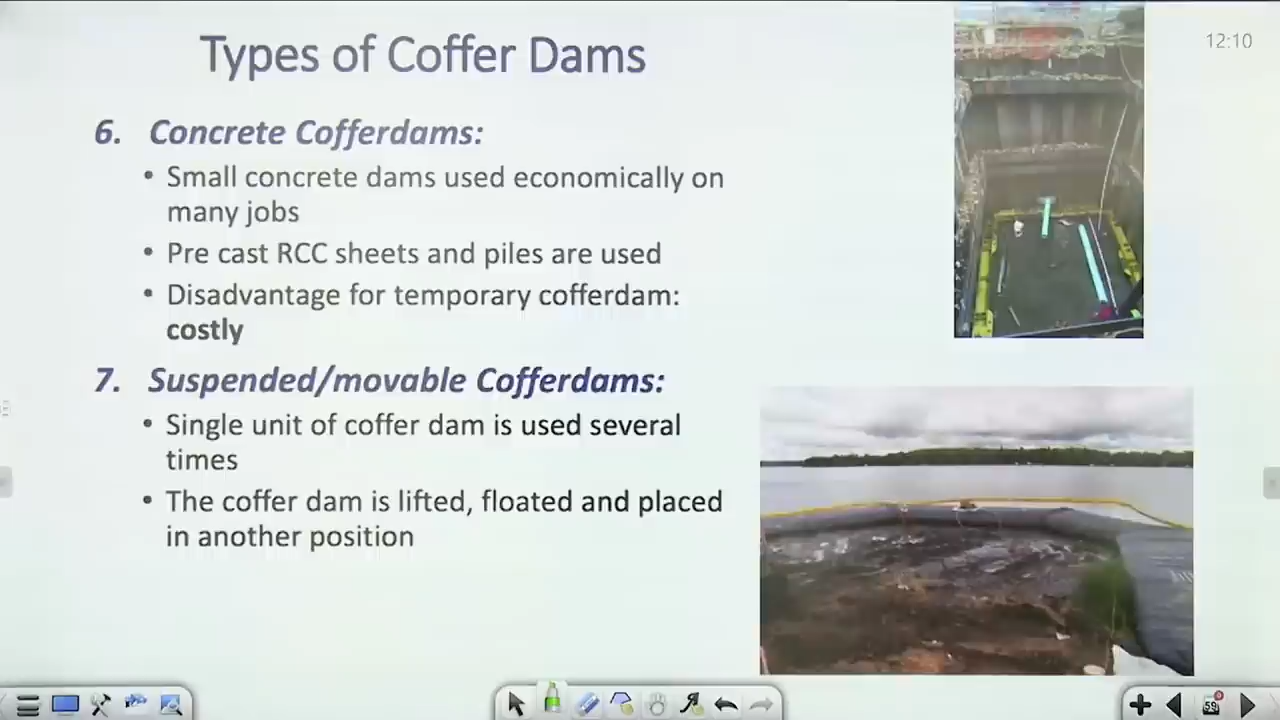 Types of Coffer Dams
12:10
6. Concrete Cofferdams:
• Small concrete dams used economically on
many jobs
• Pre cast RCC sheets and piles are used
• Disadvantage for temporary cofferdam:
costly
7. Suspended/movable Cofferdams:
• Single unit of coffer dam is used several
times
• The coffer dam is lifted, floated and placed
in another position
59